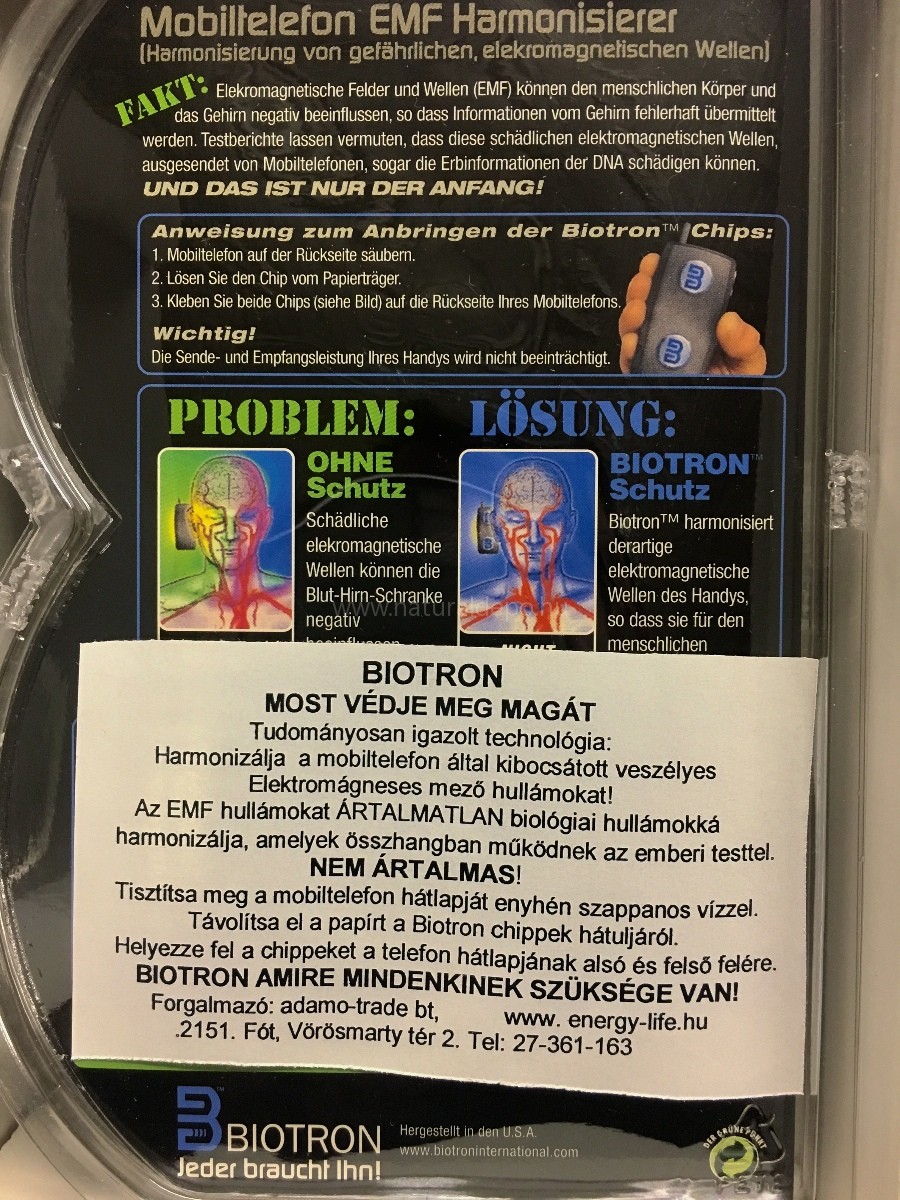 Mobiltelefon EMF Harmonisierer
(Harmonisierung von gefährlichen, elekromagnetischen Wellen)
FAKT: Elekromagnetische Felder und Wellen (EMF) können den menschlichen Körper und
das Gehirn negativ beeinflussen, so dass Informationen vom Gehirn fehlerhaft übermittelt
werden. Testberichte lassen vermuten, dass diese schädlichen elektromagnetischen Wellen,
ausgesendet von Mobiltelefonen, sogar die Erbinformationen der DNA schädigen können.
UND DAS IST NUR DER ANFANG!
Anweisung zum Anbringen der Biotron™ Chips:
1. Mobiltelefon auf der Rückseite säubern.
2. Lösen Sie den Chip vom Papierträger.
3. Kleben Sie beide Chips (siehe Bild) auf die Rückseite Ihres Mobiltelefons.
Wichtig!
Die Sende- und Empfangsleistung Ihres Handys wird nicht beeinträchtigt.
PROBLEM:
OHNE
Schutz
Schädliche
elekromagnetische
Wellen können die
Blut-Hirn-Schranke
negativ
beeinflussen
LÖSUNG:
BIOTRON™
Schutz
Biotron™ harmonisiert
derartige
elektromagnetische
Wellen des Handys,
so dass sie für den
menschlichen
NICHT
BIOTRON
MOST VÉDJE MEG MAGÁT
Tudományosan igazolt technológia:
Harmonizálja a mobiltelefon által kibocsátott veszélyes
Elektromágneses mező hullámokat!
Az EMF hullámokat ÁRTALMATLAN biológiai hullámokká
harmonizálja, amelyek összhangban működnek az emberi testtel.
NEM ÁRTALMAS!
Tisztítsa meg a mobiltelefon hátlapját enyhén szappanos vízzel.
Távolítsa el a papírt a Biotron chippek hátuljáról.
Helyezze fel a chippeket a telefon hátlapjának alsó és felső felére.
BIOTRON AMIRE MINDENKINEK SZÜKSÉGE VAN!
Forgalmazó: adamo-trade bt, www. energy-life.hu
.2151. Fót, Vörösmarty tér 2. Tel: 27-361-163
BIOTRON
Jeder braucht Ihn!
Hergestellt in den U.S.A.
www.biotroninternational.com
DER GRÜNE PUNKT